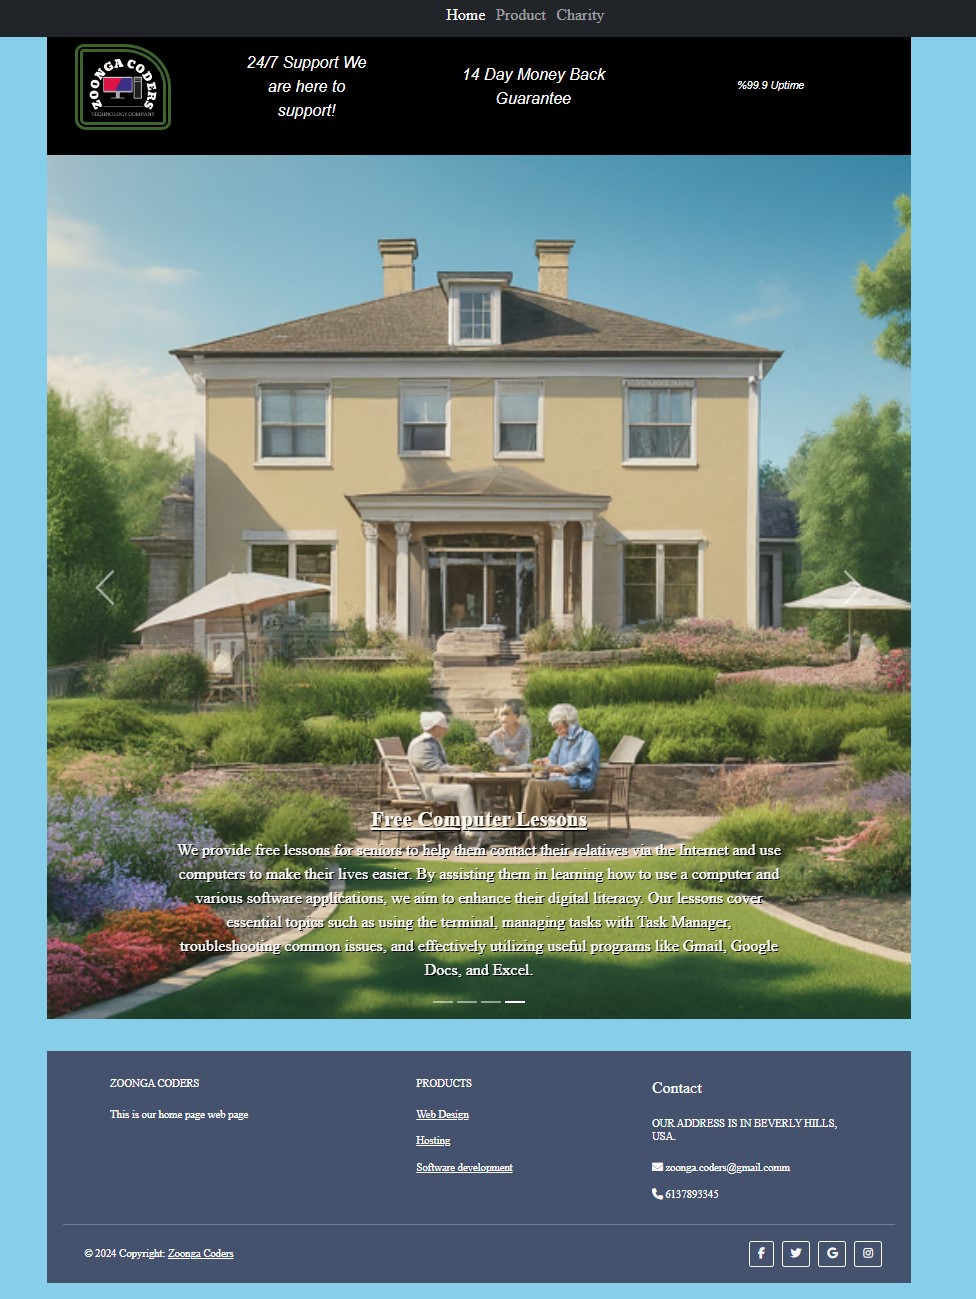 Home Product Charity
ZOONGA CODERS
TECHNOLOGY COMPANY
24/7 Support We
are here to
support!
14 Day Money Back
Guarantee
%99.9 Uptime
Free Computer Lessons
We provide free lessons for seniors to help them contact their relatives via the Internet and use
computers to make their lives easier. By assisting them in learning how to use a computer and
various software applications, we aim to enhance their digital literacy. Our lessons cover
essential topics such as using the terminal, managing tasks with Task Manager,
troubleshooting common issues, and effectively utilizing useful programs like Gmail, Google
Docs, and Excel.
ZOONGA CODERS
This is our home page web page
PRODUCTS
Web Design
Hosting
Software development
Contact
OUR ADDRESS IS IN BEVERLY HILLS,
USA.
zoonga.coders@gmail.comm
6137893345
© 2024 Copyright: Zoonga Coders